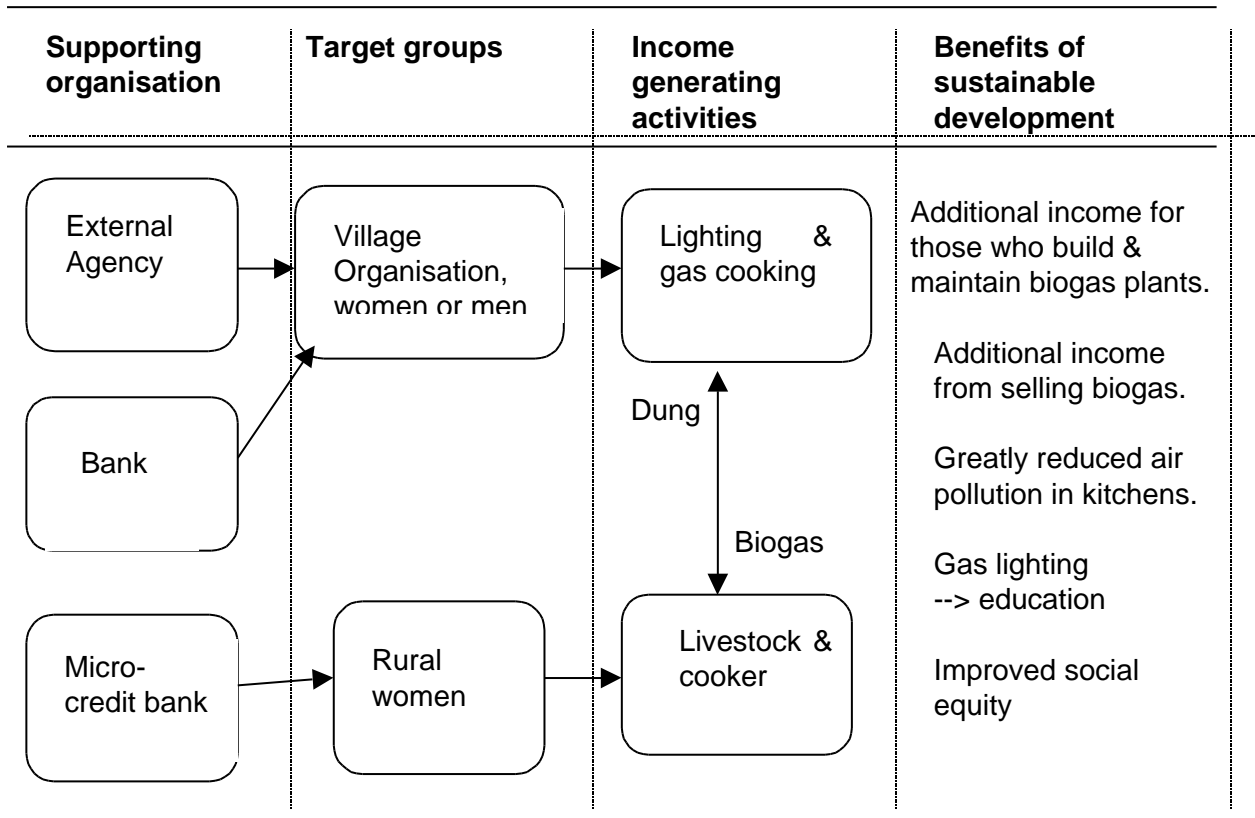 Supporting
organisation
Target groups
Income
generating
activities
Benefits of
sustainable
development
External
Agency
Village
Organisation,
women or men
Lighting &
gas cooking
Additional income for
those who build &
maintain biogas plants.
Bank
Dung
Biogas
Additional income
from selling biogas.
Greatly reduced air
pollution in kitchens.
Gas lighting
--> education
Micro-
credit bank
Rural
women
Livestock &
cooker
Improved social
equity